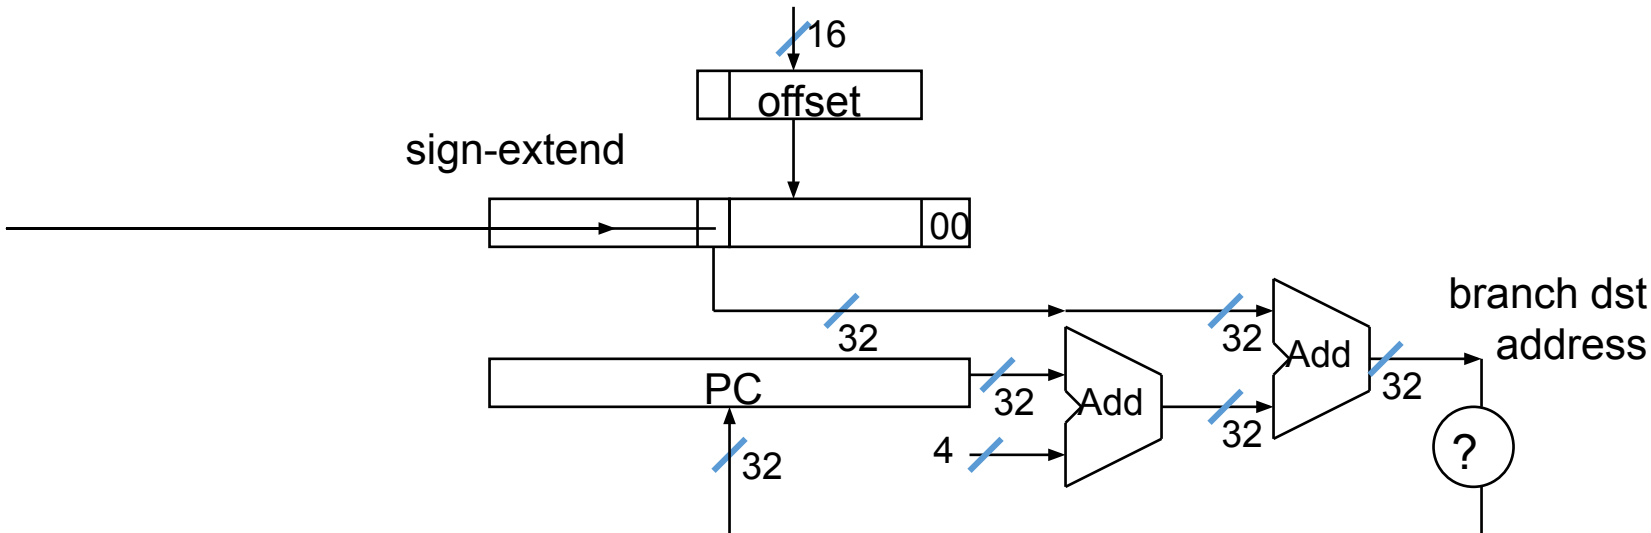 16
offset
sign-extend
00
32
32
branch dst
address
Add
32
PC
32
Add
32
4
32
?